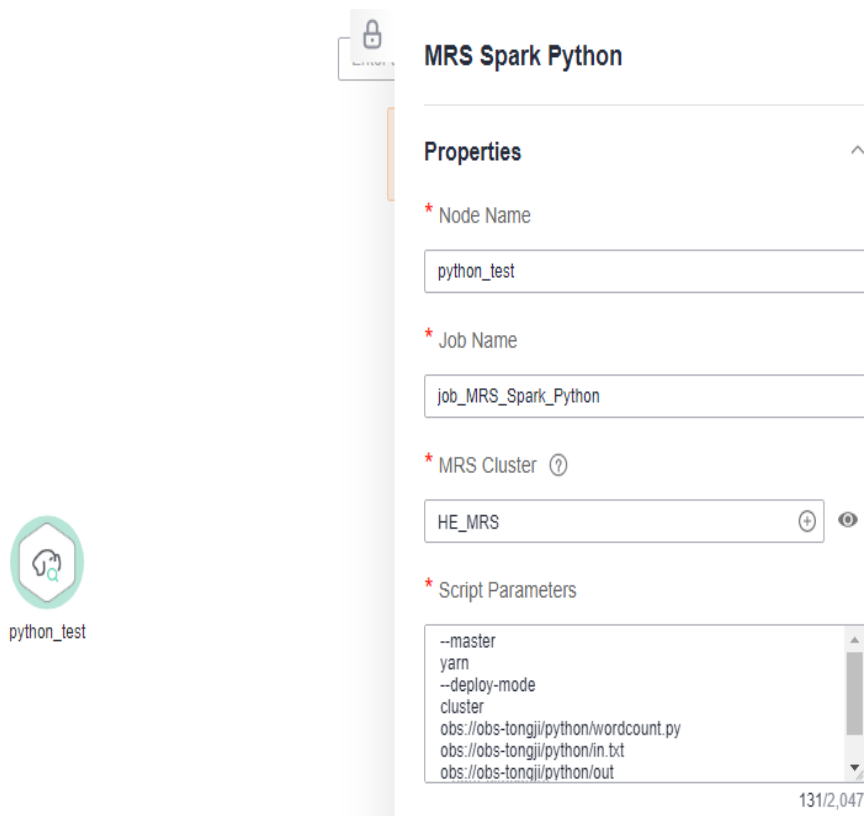 MRS Spark Python
Properties
* Node Name
python_test
* Job Name
job_MRS_Spark_Python
* MRS Cluster ?
HE_MRS
* Script Parameters
--master
yarn
--deploy-mode
cluster
obs://obs-tongji/python/wordcount.py
obs://obs-tongji/python/in.txt
obs://obs-tongji/python/out
131/2,047
python_test